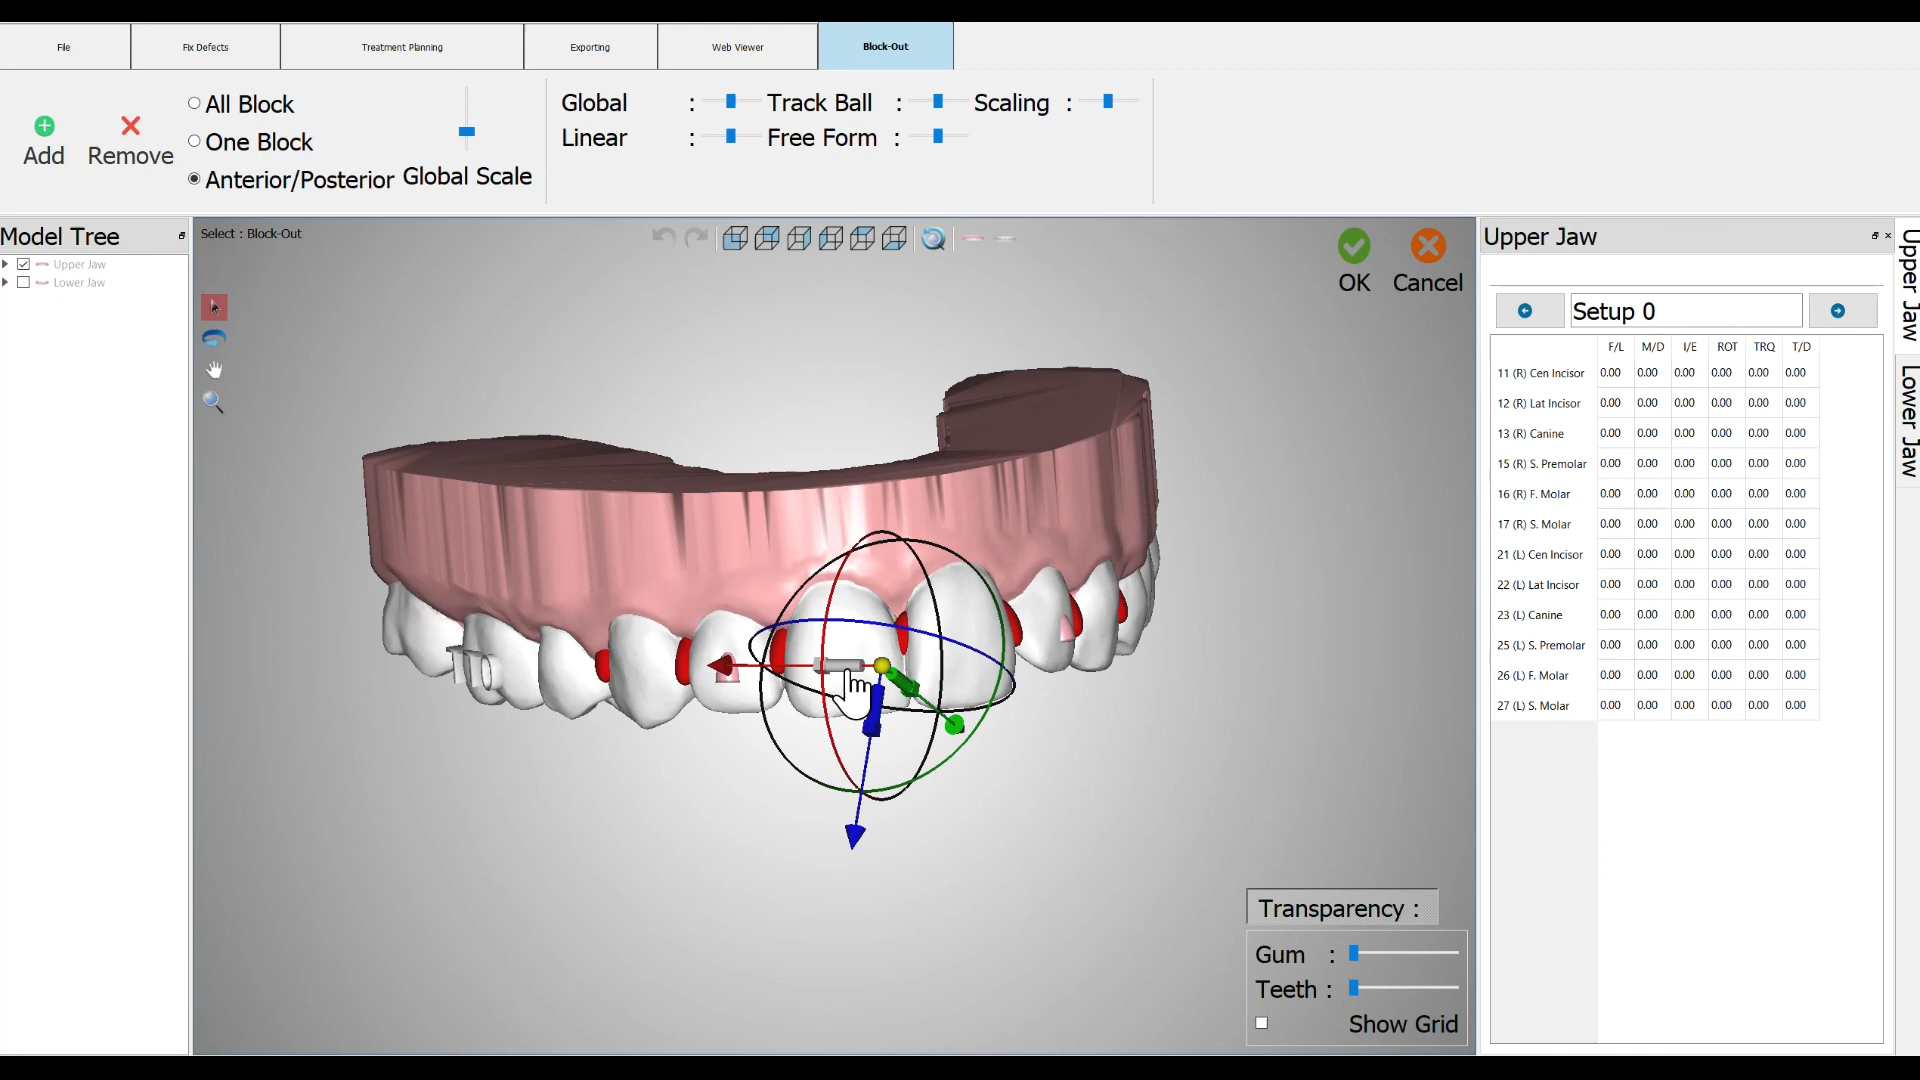 File
Fix Defects
Treatment Planning
Exporting
Web Viewer
Block-Out
Add
Remove
All Block
One Block
Anterior/Posterior
Global Scale
Global :
Track Ball :
Scaling :
Linear :
Free Form :
Model Tree
Upper Jaw
Lower Jaw
Select : Block-Out
OK
Cancel
Transparency :
Gum :
Teeth :
Show Grid
Upper Jaw
Setup 0
F/L M/D I/E ROT TRQ T/D
11 (R) Cen Incisor 0.00 0.00 0.00 0.00 0.00 0.00
12 (R) Lat Incisor 0.00 0.00 0.00 0.00 0.00 0.00
13 (R) Canine 0.00 0.00 0.00 0.00 0.00 0.00
15 (R) S. Premolar 0.00 0.00 0.00 0.00 0.00 0.00
16 (R) F. Molar 0.00 0.00 0.00 0.00 0.00 0.00
17 (R) S. Molar 0.00 0.00 0.00 0.00 0.00 0.00
21 (L) Cen Incisor 0.00 0.00 0.00 0.00 0.00 0.00
22 (L) Lat Incisor 0.00 0.00 0.00 0.00 0.00 0.00
23 (L) Canine 0.00 0.00 0.00 0.00 0.00 0.00
25 (L) S. Premolar 0.00 0.00 0.00 0.00 0.00 0.00
26 (L) F. Molar 0.00 0.00 0.00 0.00 0.00 0.00
27 (L) S. Molar 0.00 0.00 0.00 0.00 0.00 0.00
Upper Jaw
Lower Jaw